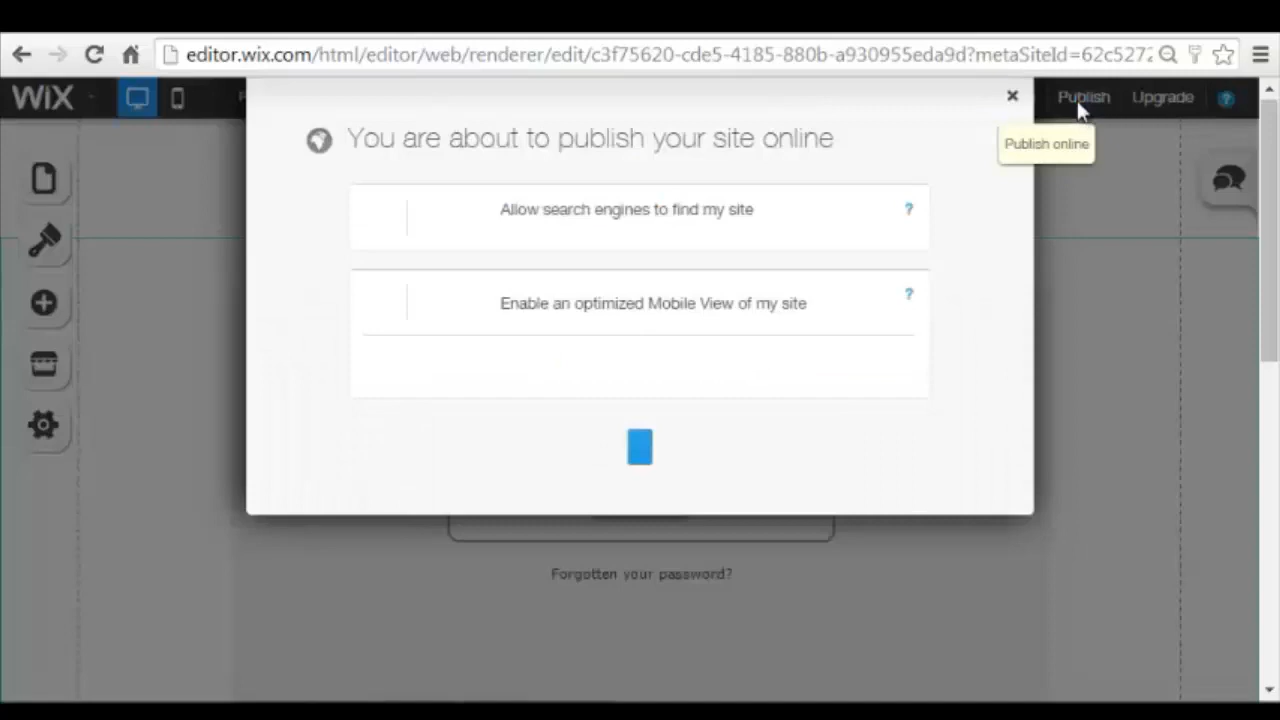 editor.wix.com/html/editor/web/renderer/edit/c3f75620-cde5-4185-880b-a930955eda9d?metaSiteId=62c5272
WiX
Publish
Upgrade
?
You are about to publish your site online
Publish online
Allow search engines to find my site
?
Enable an optimized Mobile View of my site
?
Forgotten your password?